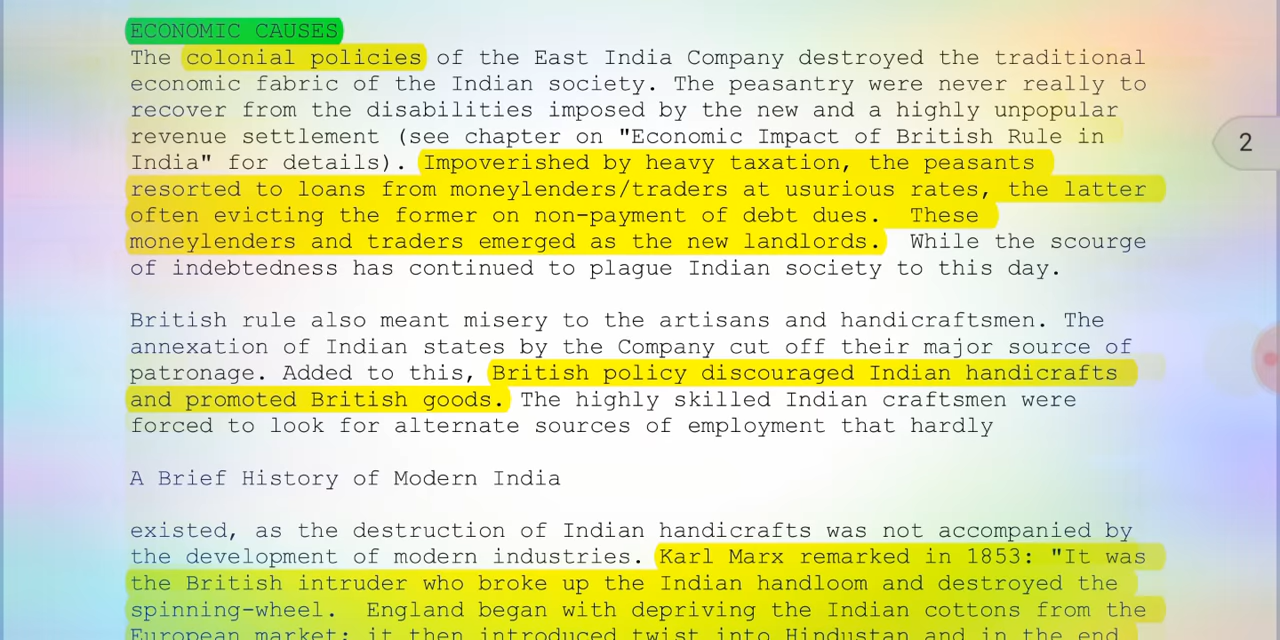 ECONOMIC CAUSES
The colonial policies of the East India Company destroyed the traditional
economic fabric of the Indian society. The peasantry were never really to
recover from the disabilities imposed by the new and a highly unpopular
revenue settlement (see chapter on "Economic Impact of British Rule in
India" for details). Impoverished by heavy taxation, the peasants
resorted to loans from moneylenders/traders at usurious rates, the latter
often evicting the former on non-payment of debt dues. These
moneylenders and traders emerged as the new landlords. While the scourge
of indebtedness has continued to plague Indian society to this day.
British rule also meant misery to the artisans and handicraftsmen. The
annexation of Indian states by the Company cut off their major source of
patronage. Added to this, British policy discouraged Indian handicrafts
and promoted British goods. The highly skilled Indian craftsmen were
forced to look for alternate sources of employment that hardly
A Brief History of Modern India
existed, as the destruction of Indian handicrafts was not accompanied by
the development of modern industries. Karl Marx remarked in 1853: "It was
the British intruder who broke up the Indian handloom and destroyed the
spinning-wheel. England began with depriving the Indian cottons from the
European market; it then introduced twist into Hindustan and in the end
2